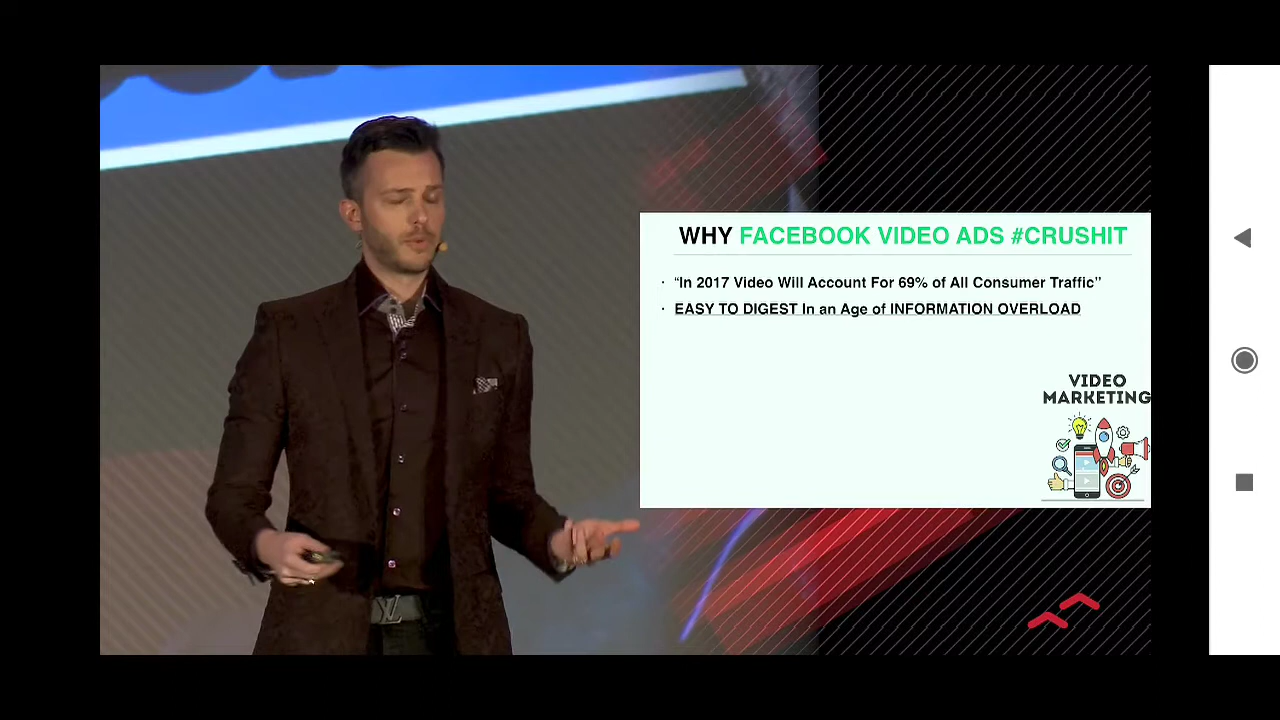 WHY FACEBOOK VIDEO ADS #CRUSHIT
· “In 2017 Video Will Account For 69% of All Consumer Traffic”
· EASY TO DIGEST In an Age of INFORMATION OVERLOAD
VIDEO
MARKETING
LV